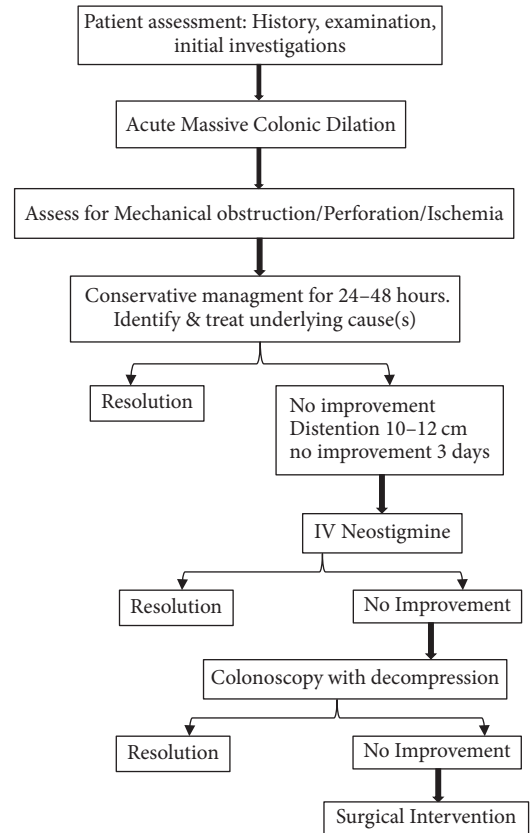 Patient assessment: History, examination,
initial investigations
Acute Massive Colonic Dilation
Assess for Mechanical obstruction/Perforation/Ischemia
Conservative managment for 24–48 hours.
Identify & treat underlying cause(s)
Resolution
No improvement
Distention 10–12 cm
no improvement 3 days
IV Neostigmine
Resolution
No Improvement
Colonoscopy with decompression
Resolution
No Improvement
Surgical Intervention